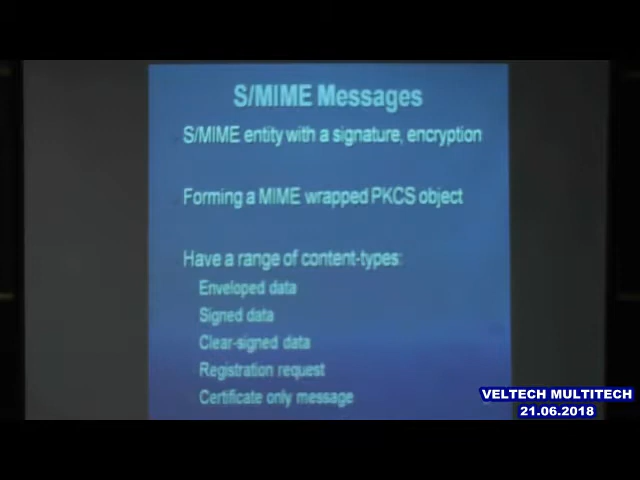 S/MIME Messages
S/MIME entity with a signature, encryption
Forming a MIME wrapped PKCS object
Have a range of content-types:
Enveloped data
Signed data
Clear-signed data
Registration request
Certificate only message
VELTECH MULTITECH
21.06.2018